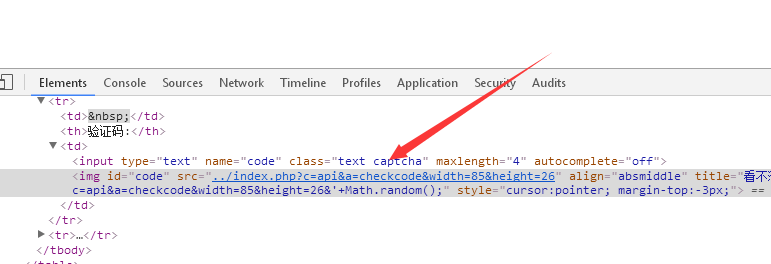 Elements Console Sources Network Timeline Profiles Application Security Audits
▼<tr>
<td>&nbsp;</td>
<th>验证码:</th>
▼<td>
<input type="text" name="code" class="text captcha" maxlength="4" autocomplete="off">
<img id="code" src="../index.php?c=api&a=checkcode&width=85&height=26" align="absmiddle" title="看不
c=api&a=checkcode&width=85&height=26&'+Math.random();" style="cursor:pointer; margin-top:-3px;"> ==
</td>
</tr>
▶<tr>…</tr>
</tbody>
</table>